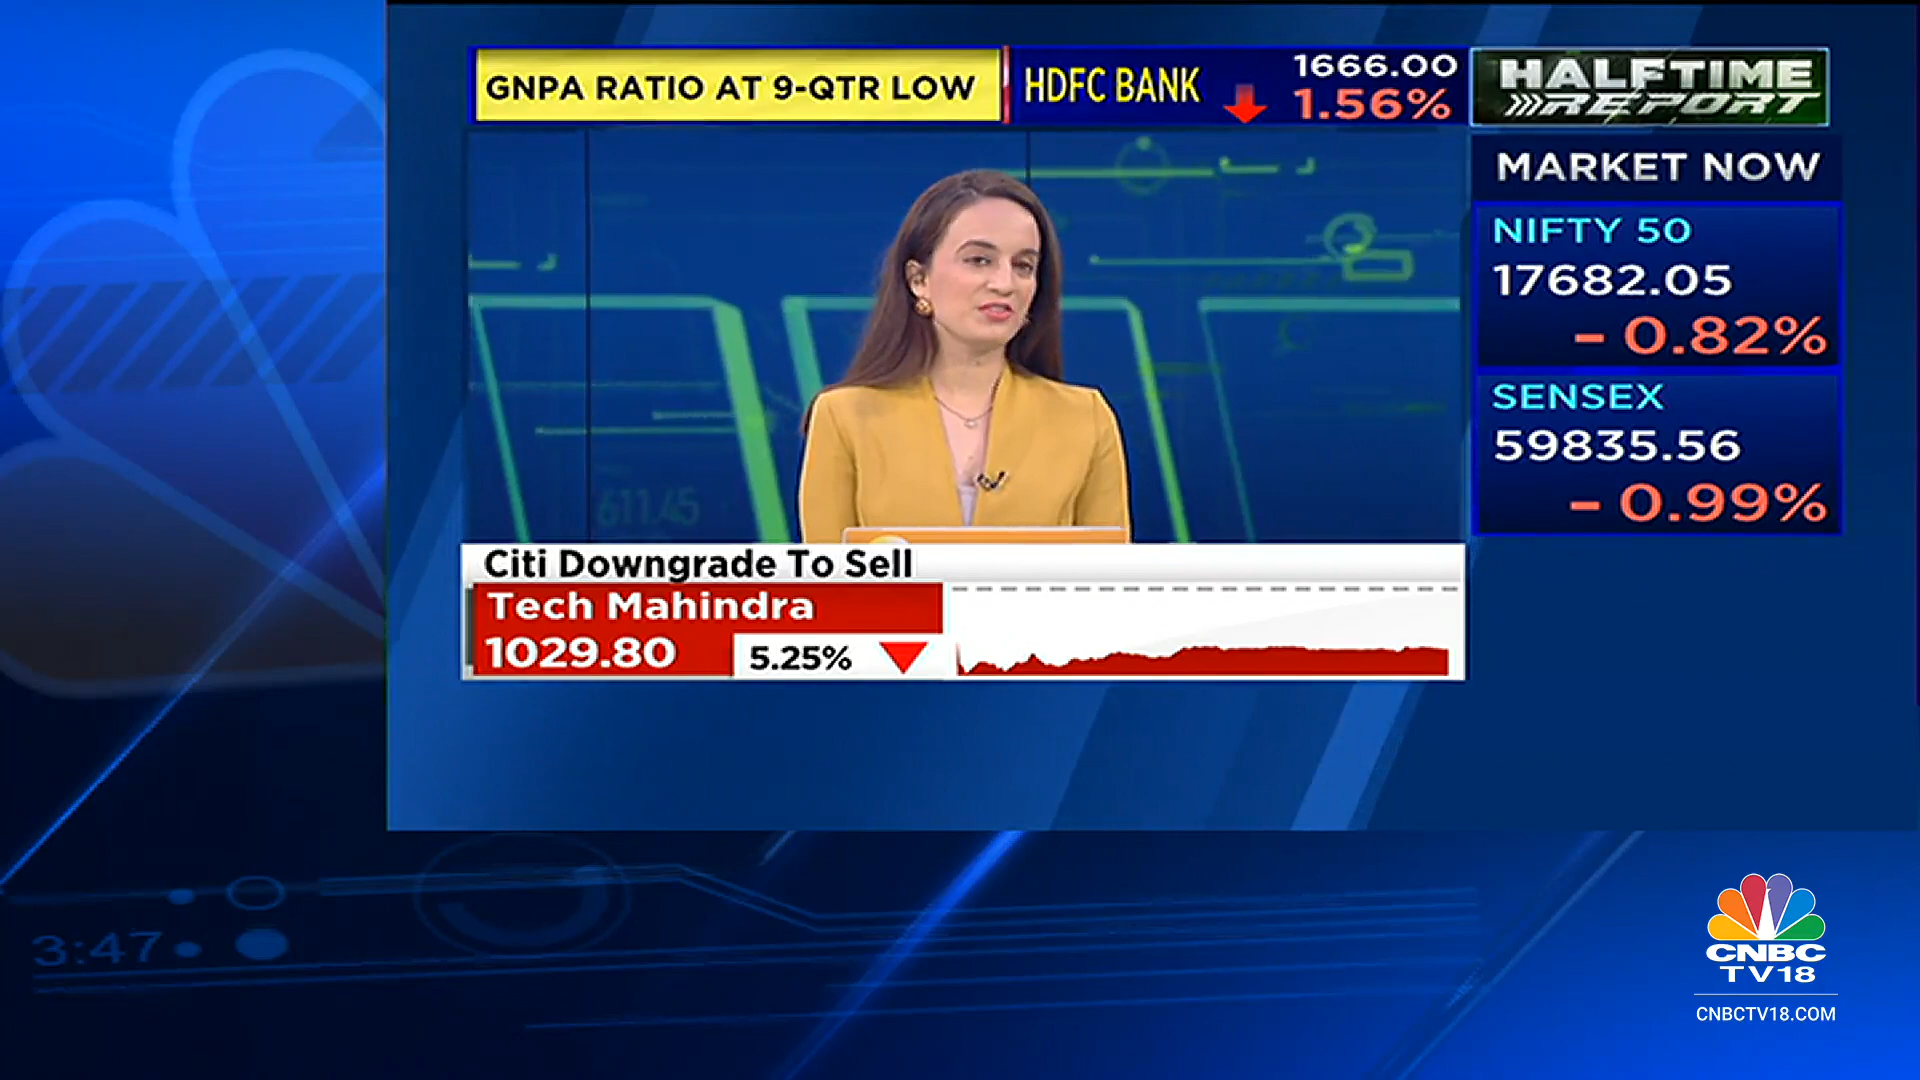 GNPA RATIO AT 9-QTR LOW
HDFC BANK
1666.00
1.56%
HALFTIME
REPORT
MARKET NOW
NIFTY 50
17682.05
- 0.82%
SENSEX
59835.56
- 0.99%
611.45
Citi Downgrade To Sell
Tech Mahindra
1029.80
5.25%
3:47
CNBC
TV18
CNBCTV18.COM